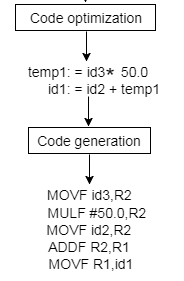 Code optimization
temp1: = id3* 50.0
id1: = id2 + temp1
Code generation
MOVF id3,R2
MULF #50.0,R2
MOVF id2,R2
ADDF R2,R1
MOVF R1,id1